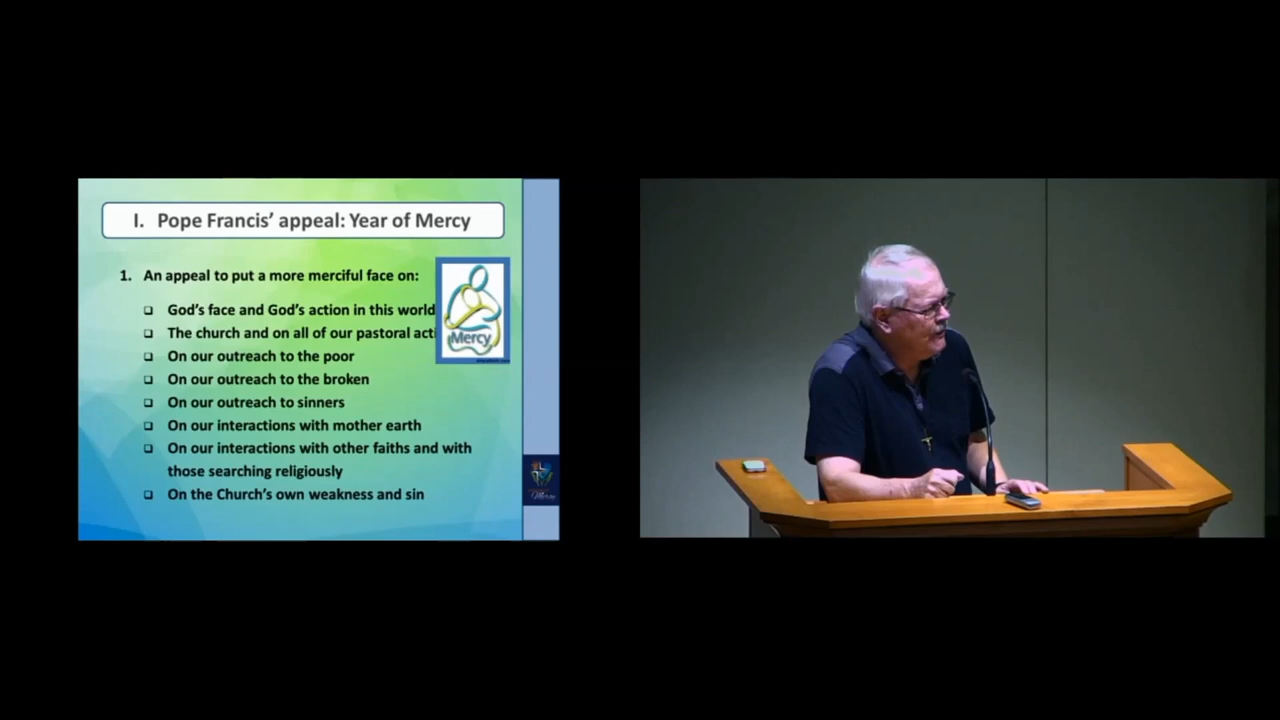 I. Pope Francis' appeal: Year of Mercy
1. An appeal to put a more merciful face on:
God's face and God's action in this world
The church and on all of our pastoral acti
On our outreach to the poor
On our outreach to the broken
On our outreach to sinners
On our interactions with mother earth
On our interactions with other faiths and with
those searching religiously
On the Church's own weakness and sin
Mercy
Mercy